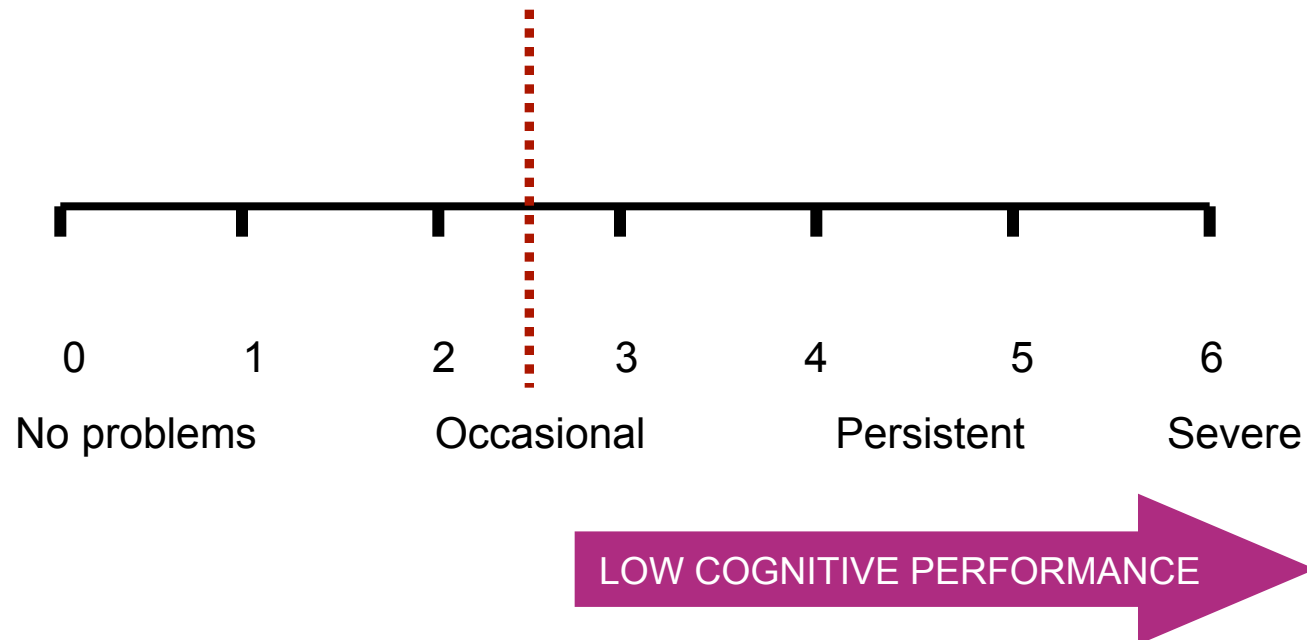 0 1 2 3 4 5 6
No problems Occasional Persistent Severe
LOW COGNITIVE PERFORMANCE